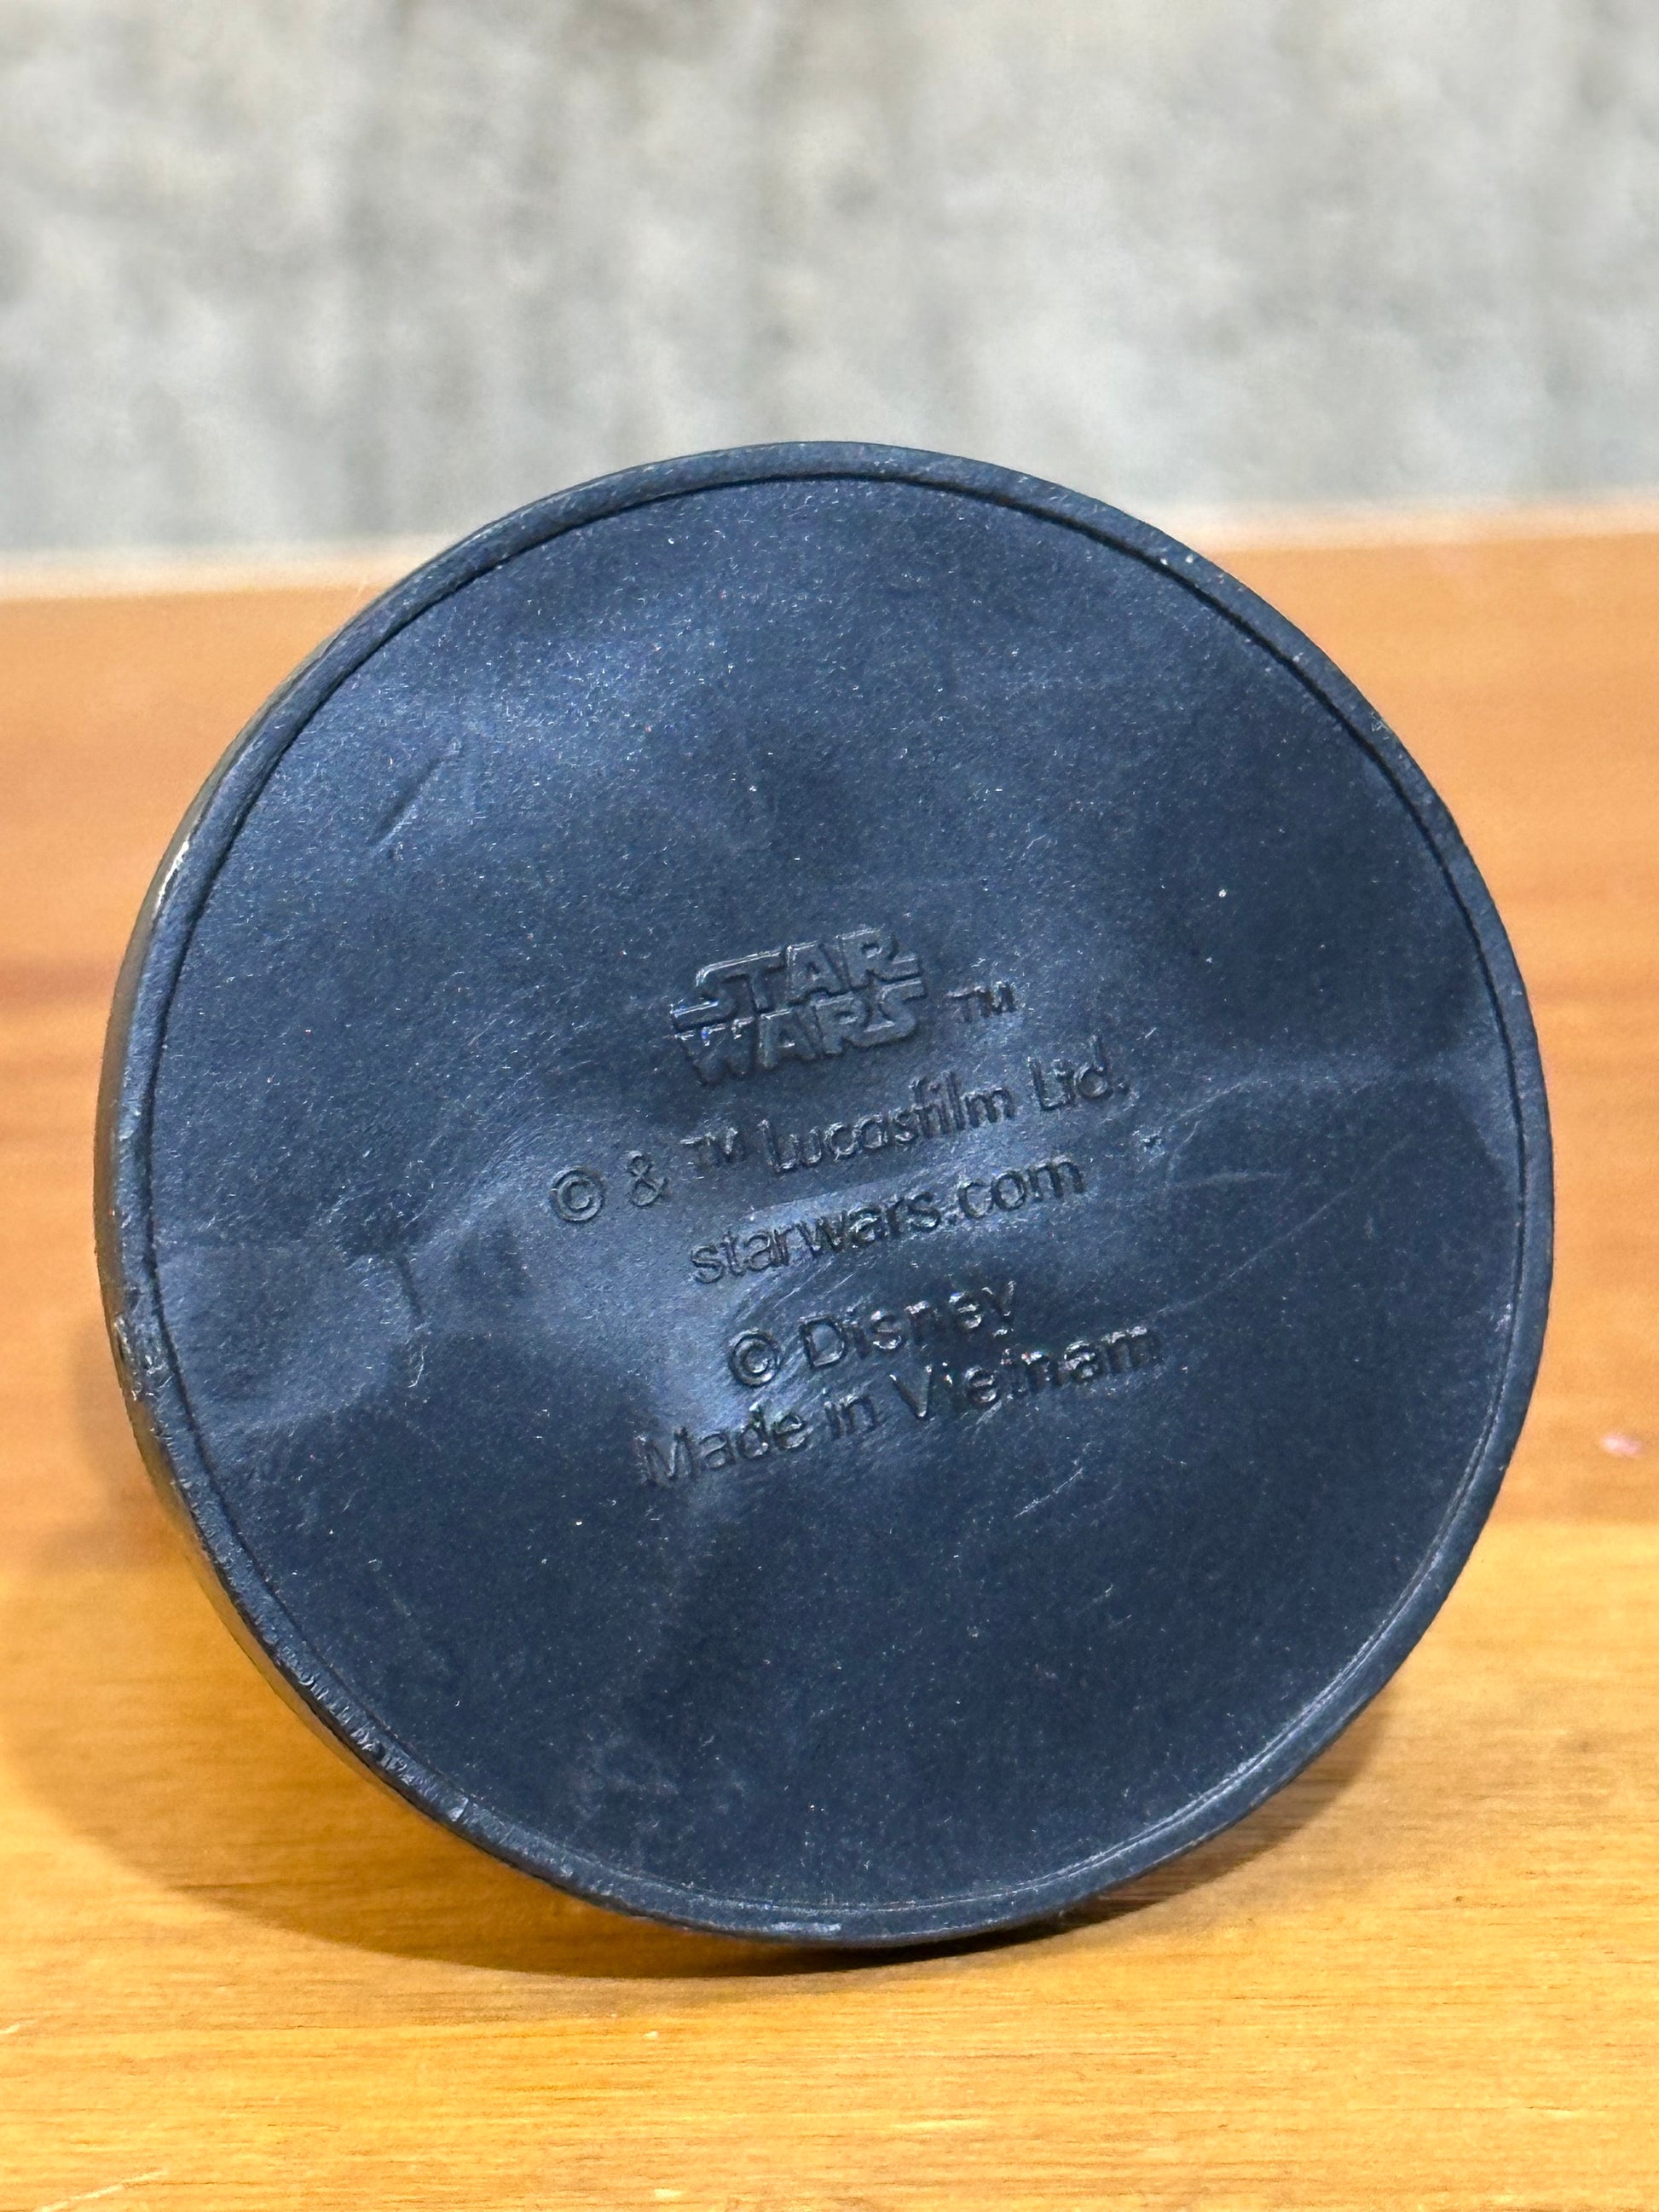 STAR
WARS ™
© & ™ Lucasfilm Ltd.
starwars.com
© Disney
Made in Vietnam